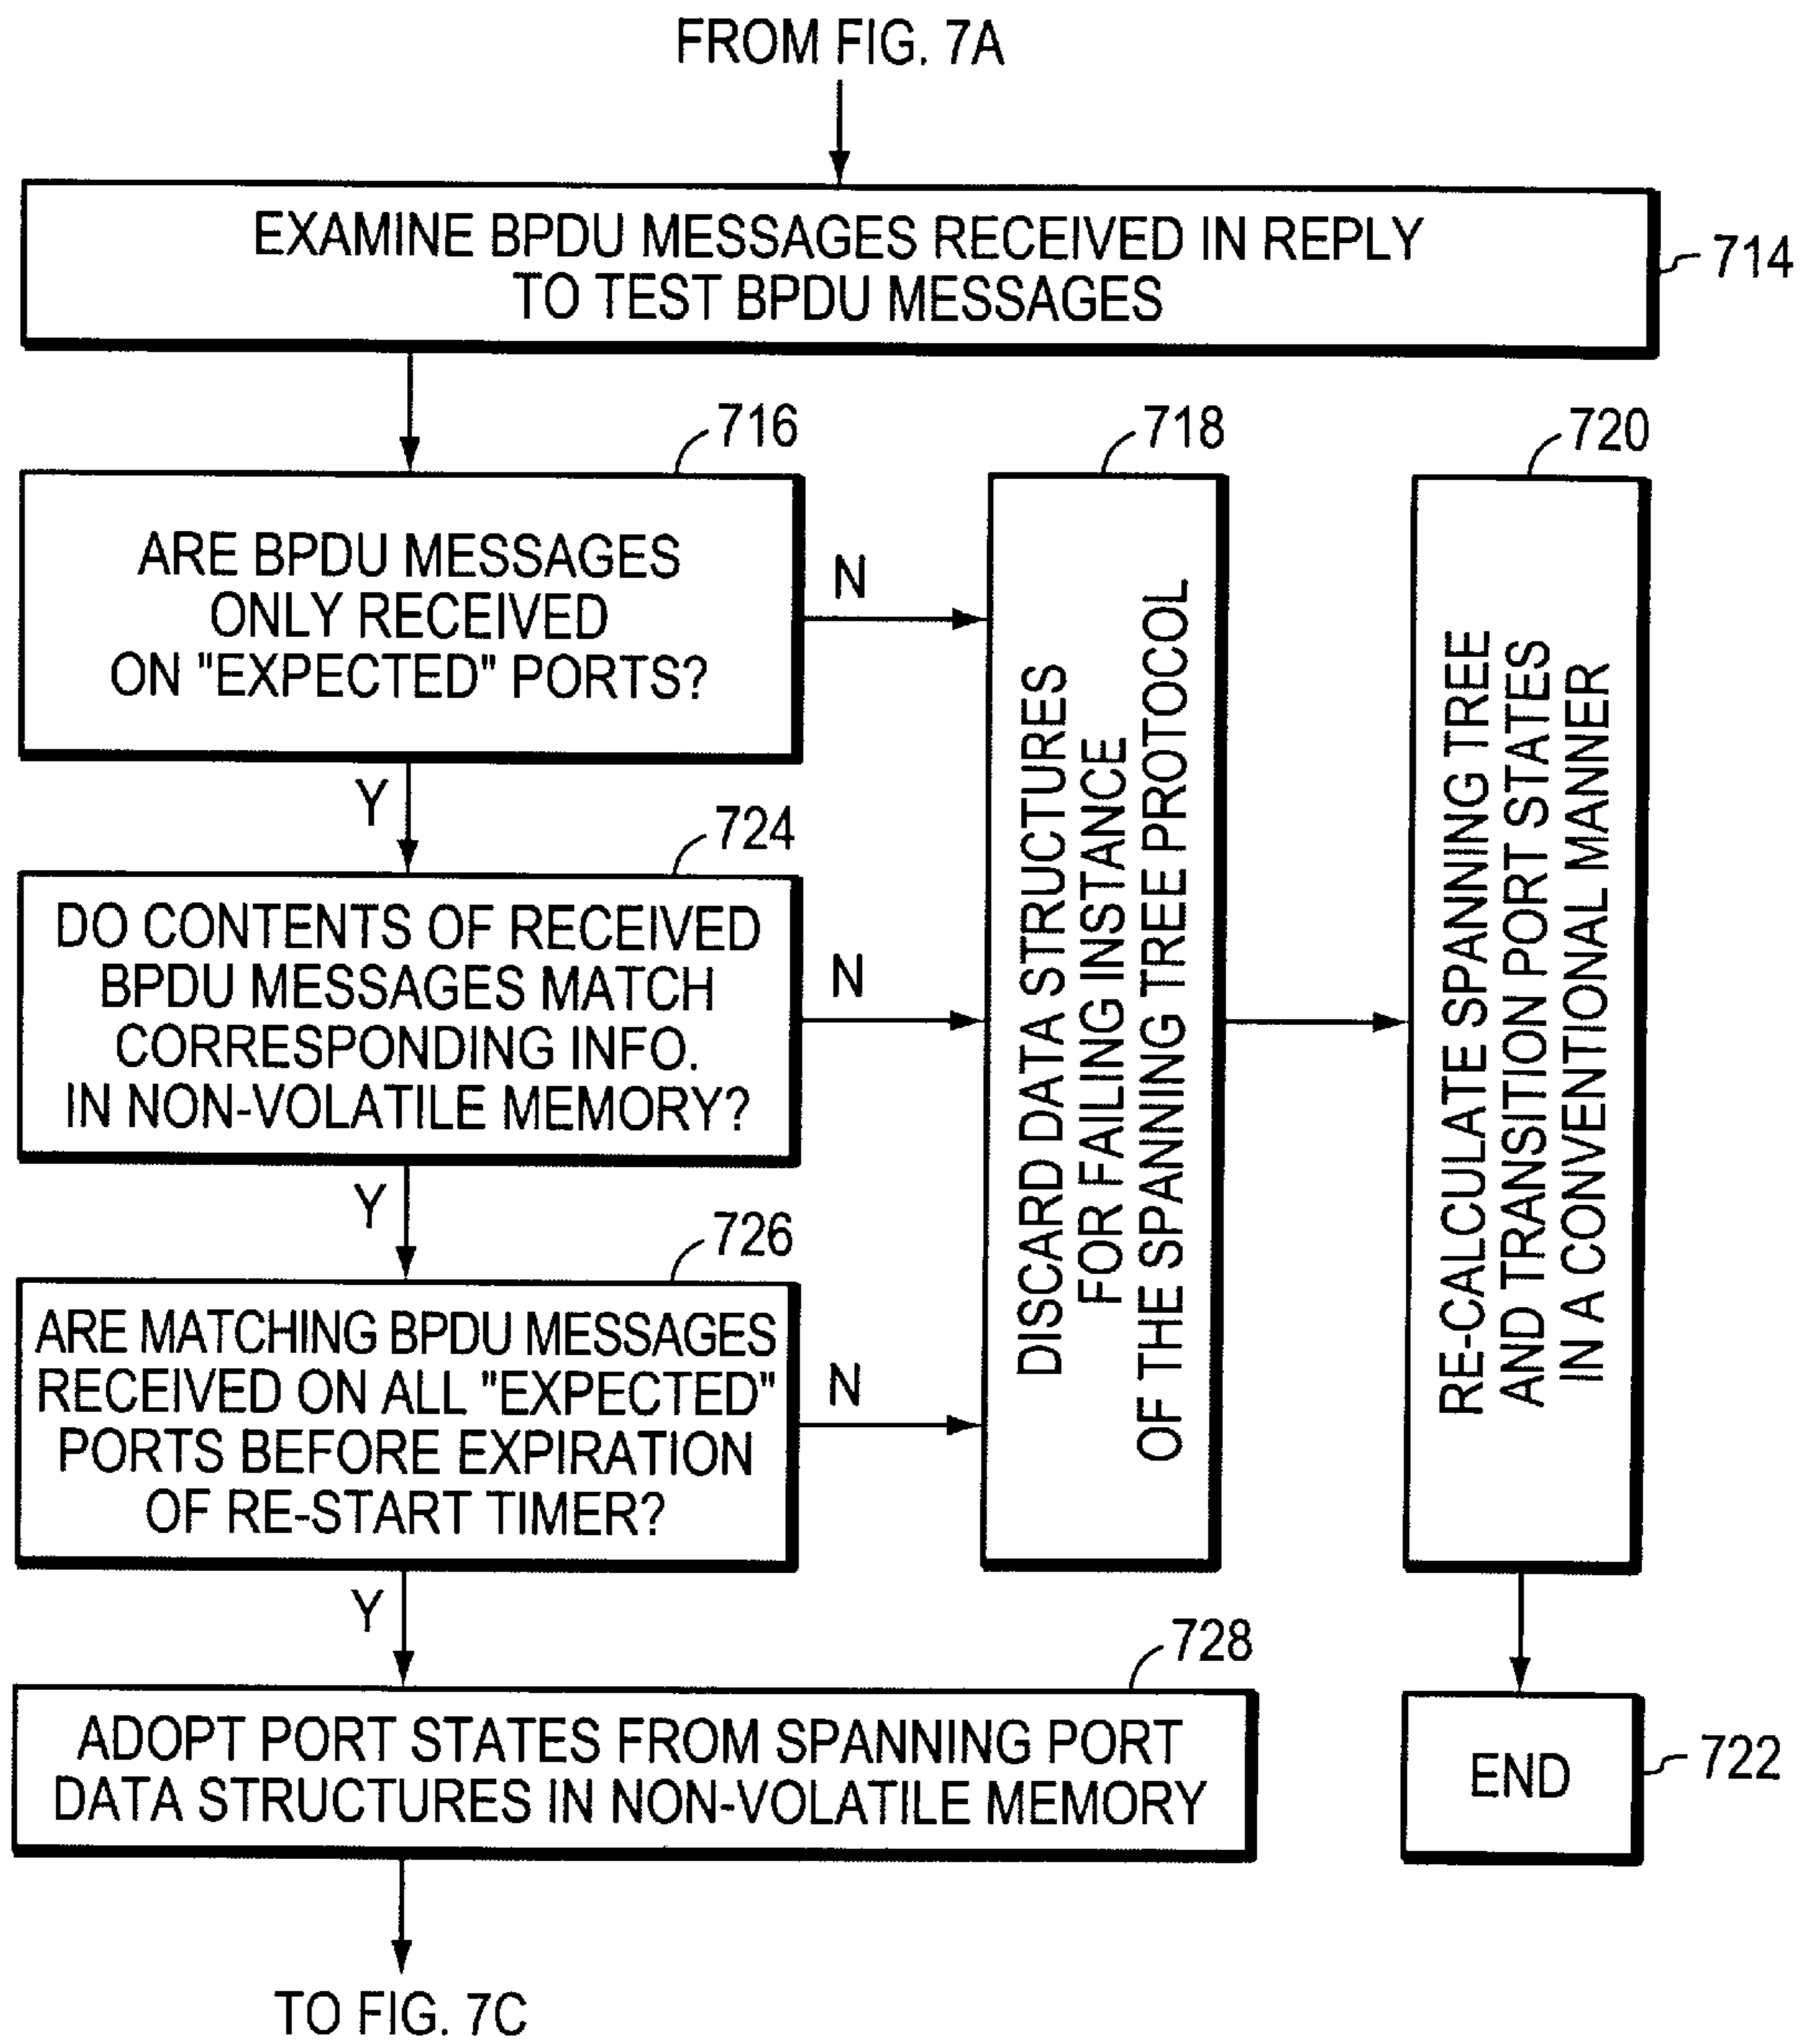 FROM FIG. 7A
EXAMINE BPDU MESSAGES RECEIVED IN REPLY
TO TEST BPDU MESSAGES
714
716
ARE BPDU MESSAGES
ONLY RECEIVED
ON "EXPECTED" PORTS?
N
Y
718
DISCARD DATA STRUCTURES
FOR FAILING INSTANCE
OF THE SPANNING TREE PROTOCOL
720
RE-CALCULATE SPANNING TREE
AND TRANSITION PORT STATES
IN A CONVENTIONAL MANNER
724
DO CONTENTS OF RECEIVED
BPDU MESSAGES MATCH
CORRESPONDING INFO.
IN NON-VOLATILE MEMORY?
N
Y
726
ARE MATCHING BPDU MESSAGES
RECEIVED ON ALL "EXPECTED"
PORTS BEFORE EXPIRATION
OF RE-START TIMER?
N
Y
728
ADOPT PORT STATES FROM SPANNING PORT
DATA STRUCTURES IN NON-VOLATILE MEMORY
END
722
TO FIG. 7C